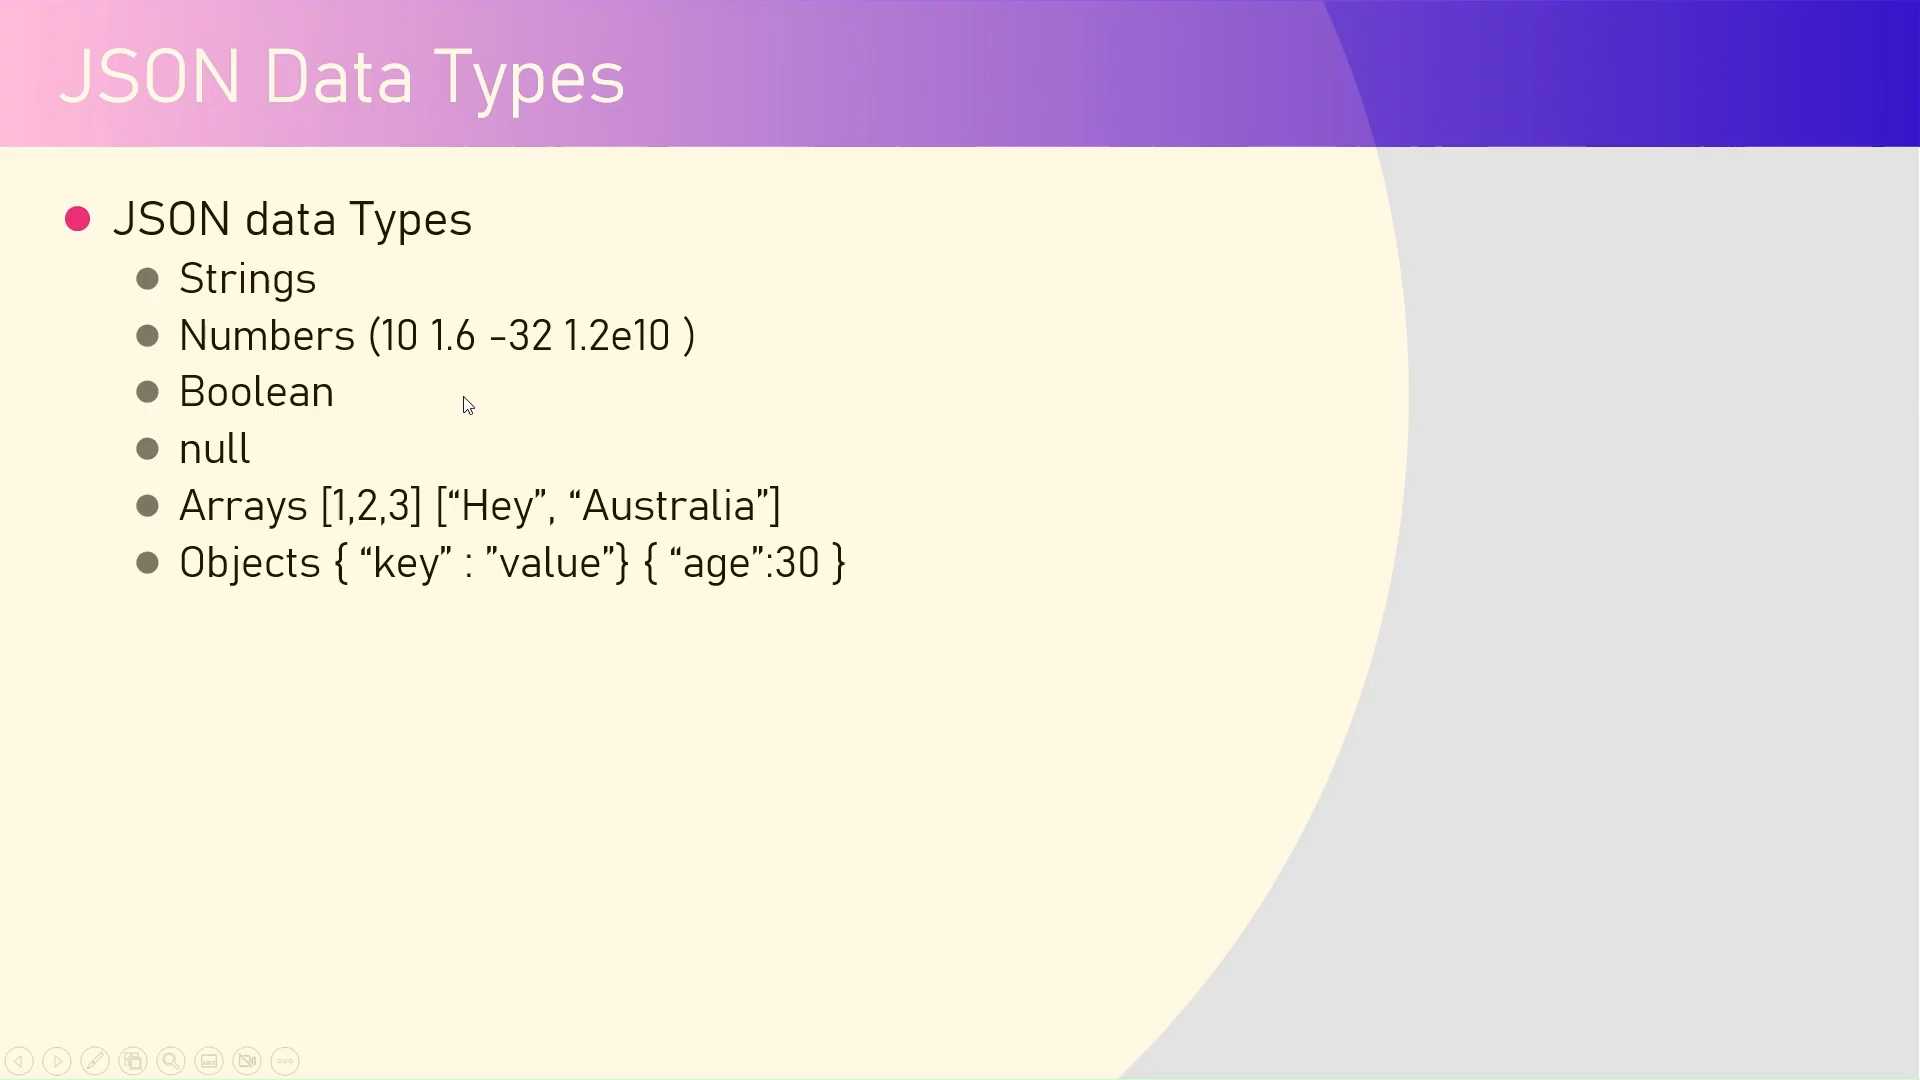 JSON Data Types
JSON data Types
Strings
Numbers (10 1.6 -32 1.2e10 )
Boolean
null
Arrays [1,2,3] [“Hey”, “Australia”]
Objects { “key” : ”value”} { “age”:30 }